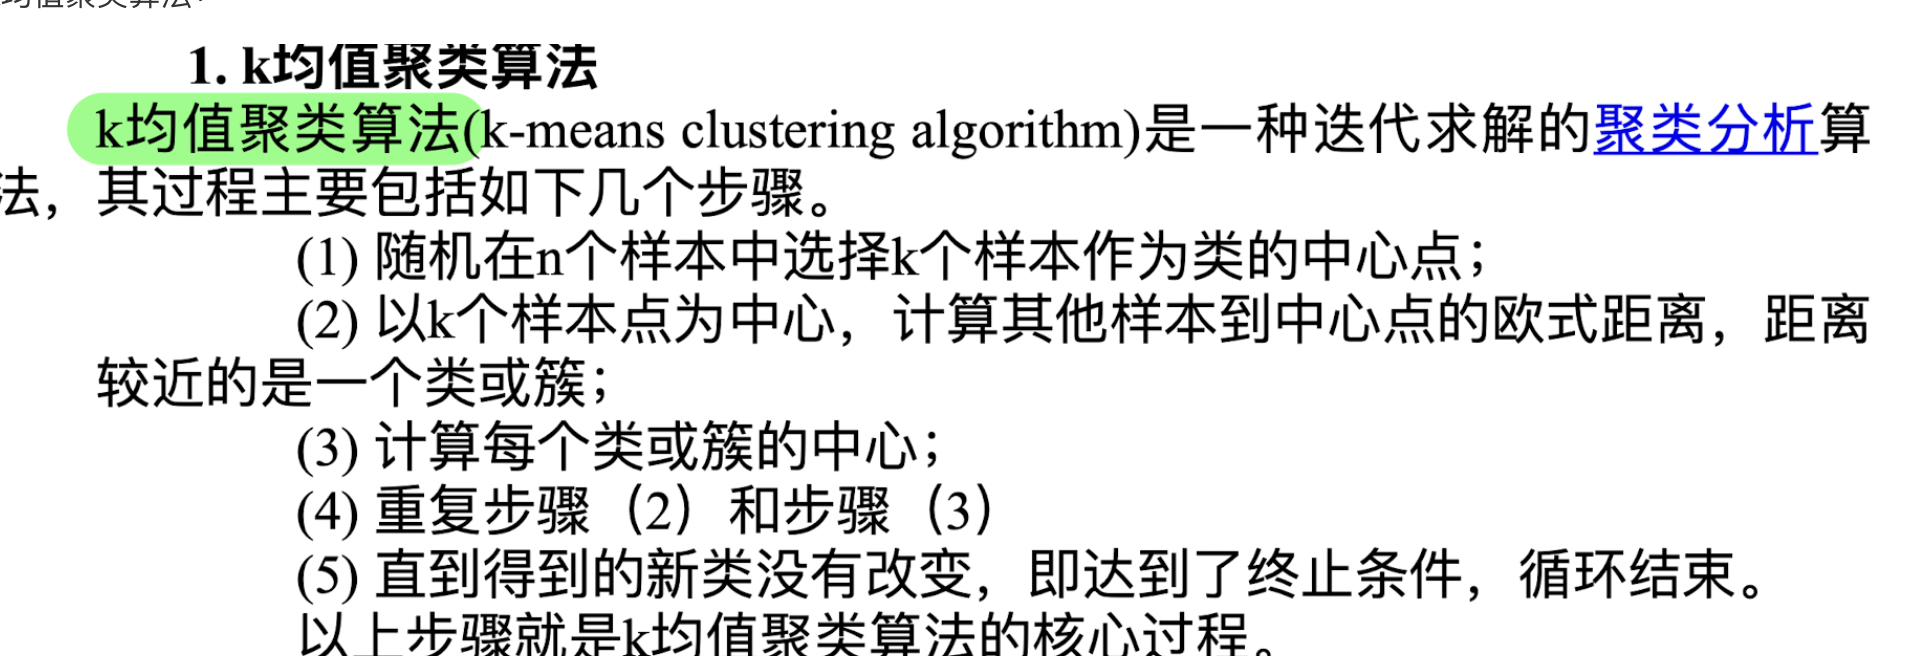 均值聚类算法
1. k均值聚类算法
k均值聚类算法(k-means clustering algorithm)是一种迭代求解的聚类分析算
法，其过程主要包括如下几个步骤。
(1) 随机在n个样本中选择k个样本作为类的中心点；
(2) 以k个样本点为中心，计算其他样本到中心点的欧式距离，距离
较近的是一个类或簇；
(3) 计算每个类或簇的中心；
(4) 重复步骤（2）和步骤（3）
(5) 直到得到的新类没有改变，即达到了终止条件，循环结束。
以上步骤就是k均值聚类算法的核心过程。